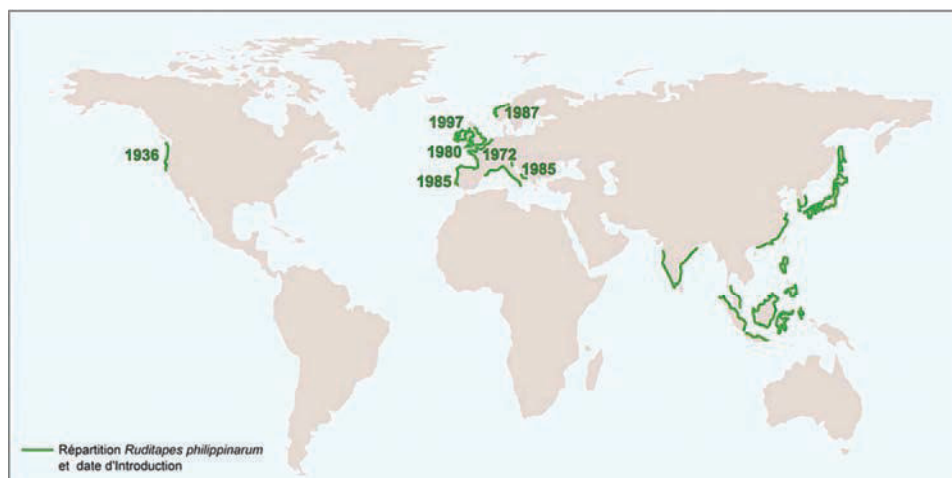 1987
1997
1936
1980 1972
1985 1985
Répartition Ruditapes philippinarum
et date d'Introduction